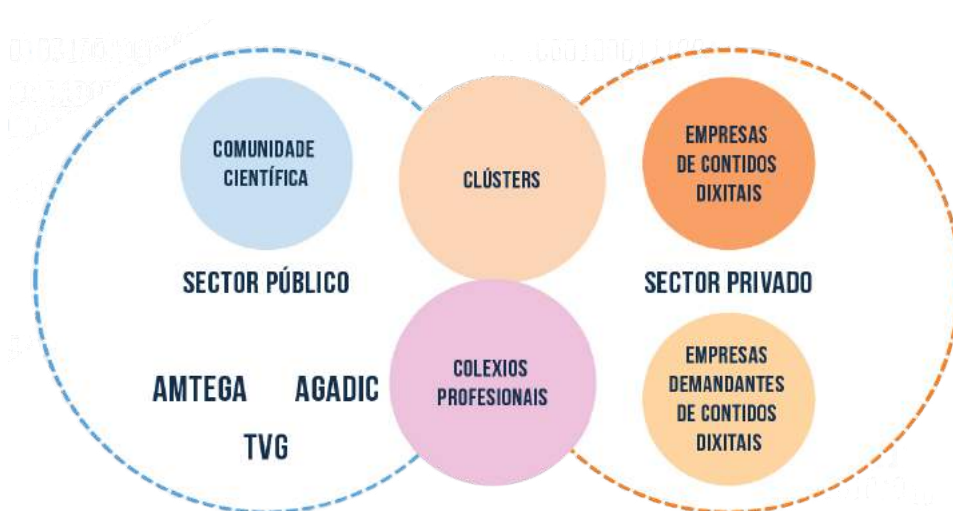 COMUNIDADE
CIENTÍFICA
CLÚSTERS
EMPRESAS
DE CONTIDOS
DIXITAIS
SECTOR PÚBLICO
SECTOR PRIVADO
AMTEGA
AGADIC
TVG
COLEXIOS
PROFESIONAIS
EMPRESAS
DEMANDANTES
DE CONTIDOS
DIXITAIS